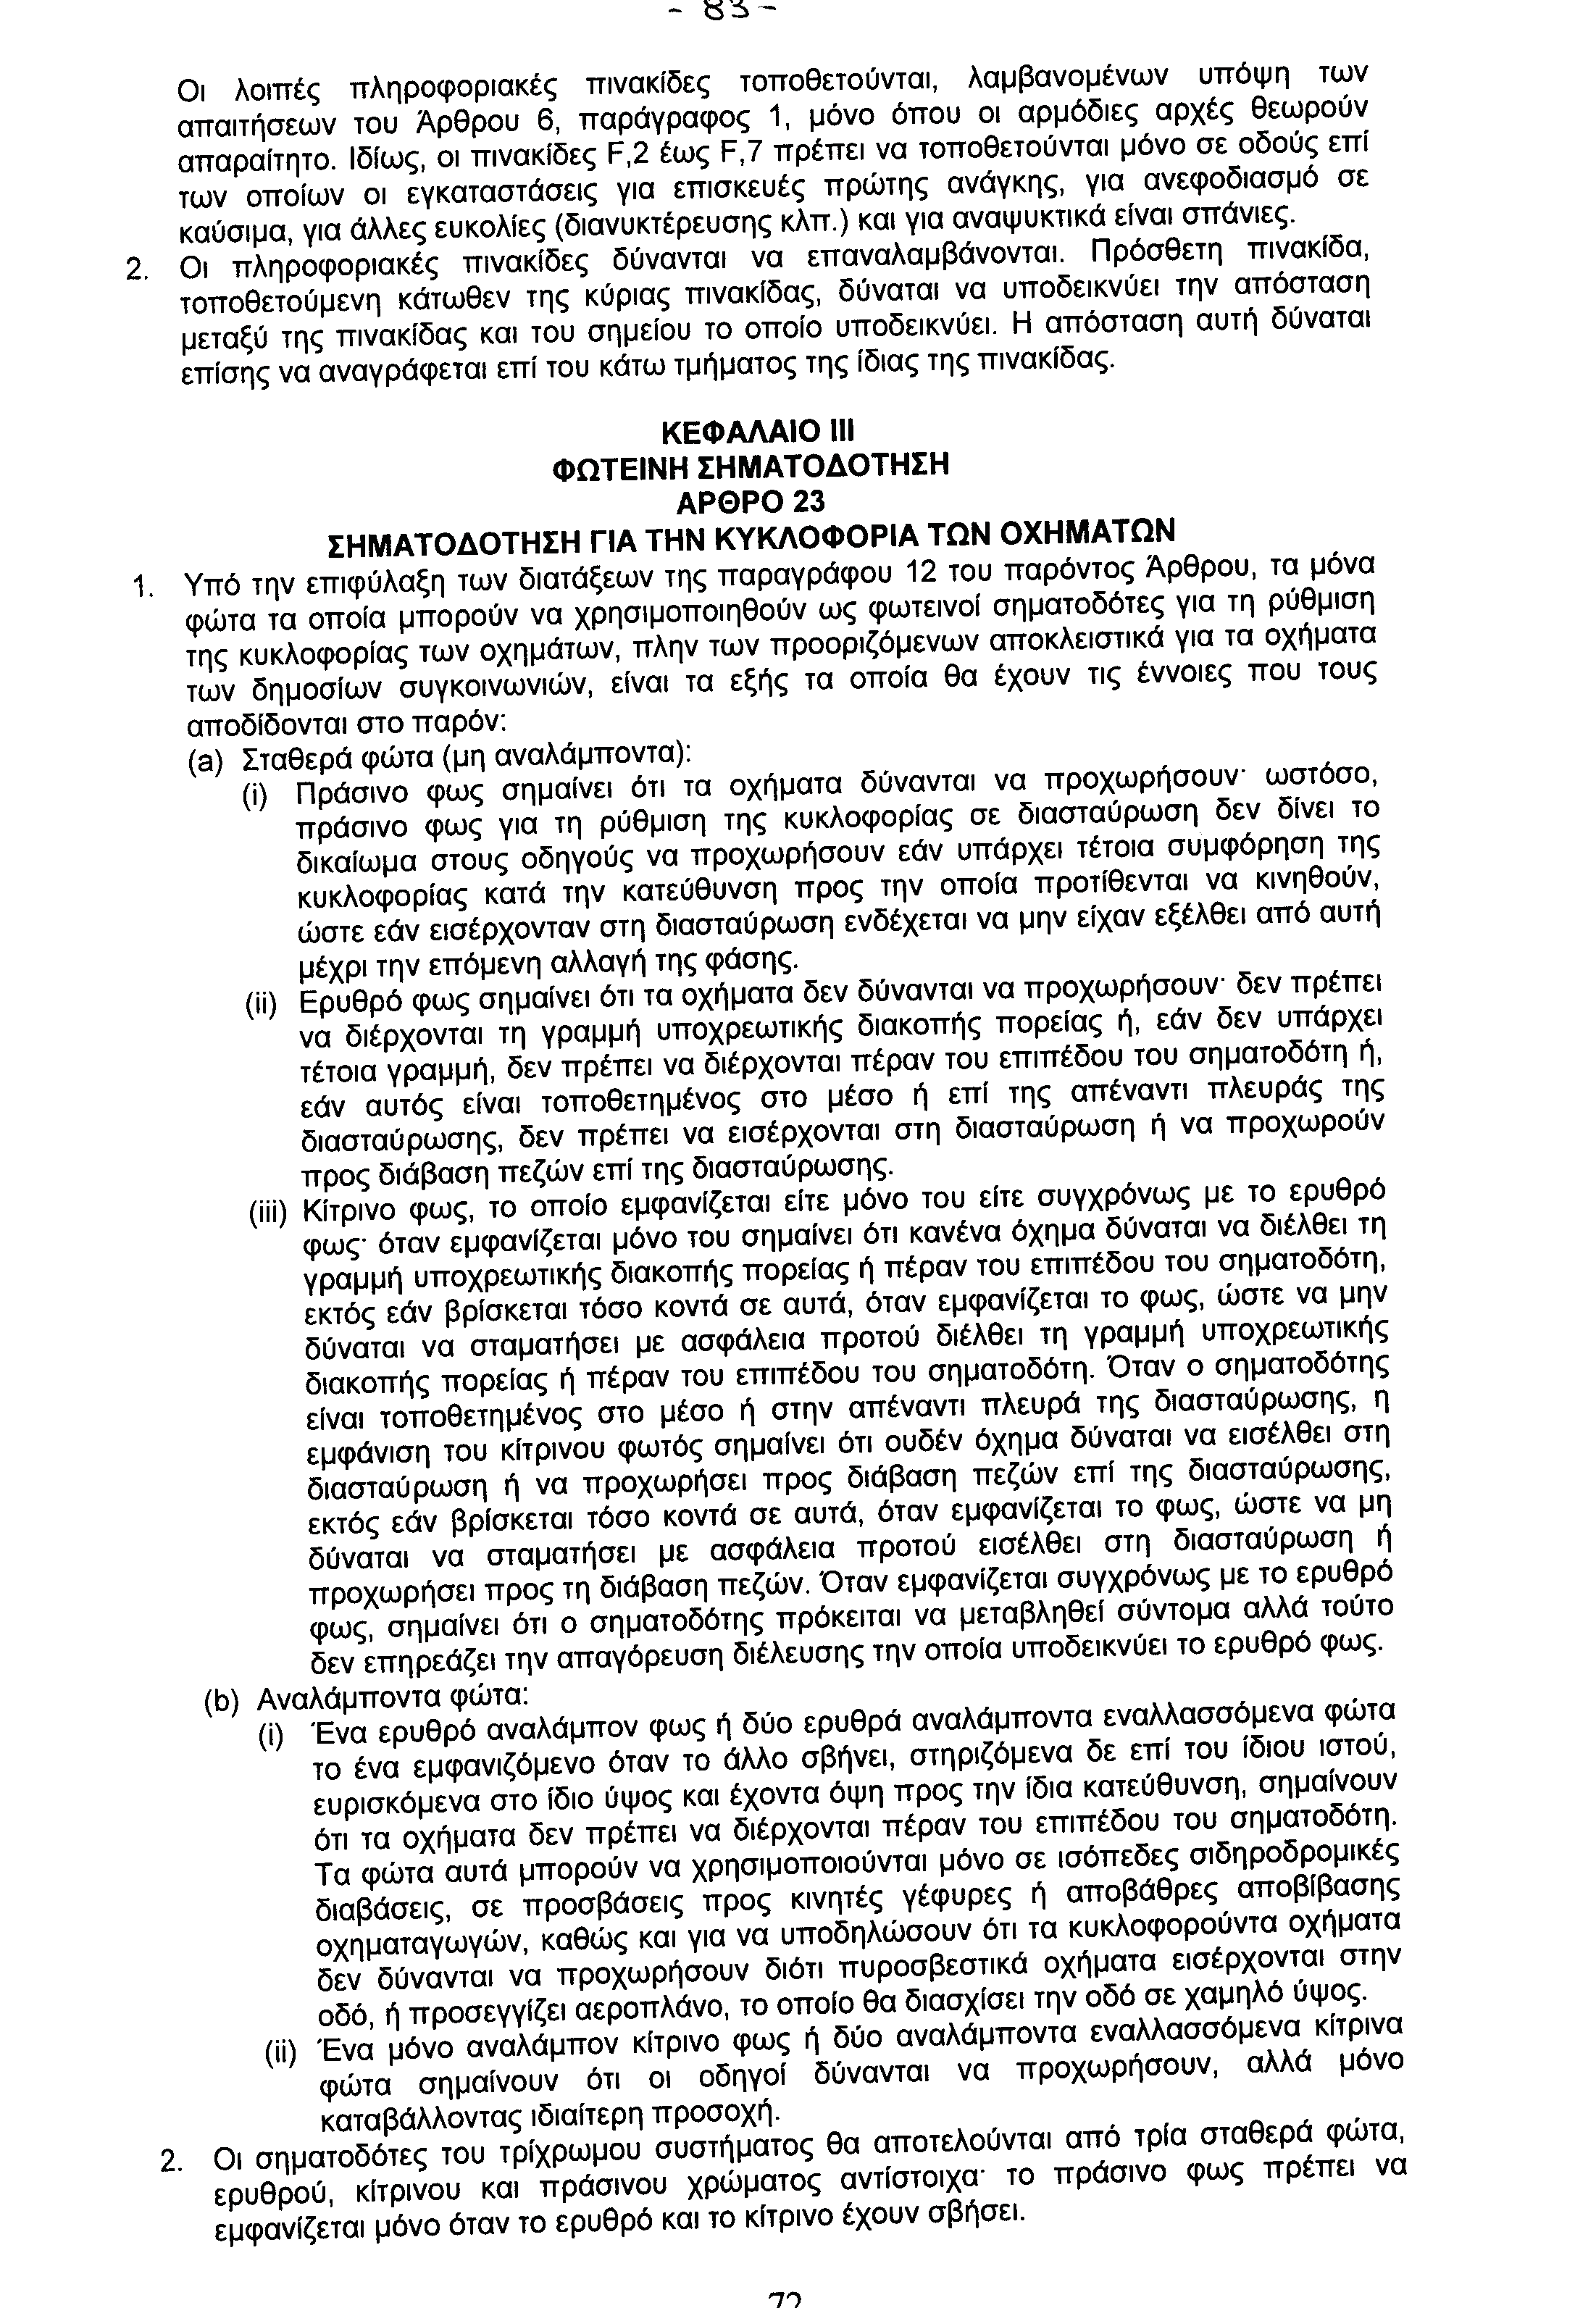 - 83 -
Οι λοιπές πληροφοριακές πινακίδες τοποθετούνται, λαμβανομένων υπόψη των
απαιτήσεων του Άρθρου 6, παράγραφος 1, μόνο όπου οι αρμόδιες αρχές θεωρούν
απαραίτητο. Ιδίως, οι πινακίδες F,2 έως F,7 πρέπει να τοποθετούνται μόνο σε οδούς επί
των οποίων οι εγκαταστάσεις για επισκευές πρώτης ανάγκης, για ανεφοδιασμό σε
καύσιμα, για άλλες ευκολίες (διανυκτέρευσης κλπ.) και για αναψυκτικά είναι σπάνιες.
2. Οι πληροφοριακές πινακίδες δύνανται να επαναλαμβάνονται. Πρόσθετη πινακίδα,
τοποθετούμενη κάτωθεν της κύριας πινακίδας, δύναται να υποδεικνύει την απόσταση
μεταξύ της πινακίδας και του σημείου το οποίο υποδεικνύει. Η απόσταση αυτή δύναται
επίσης να αναγράφεται επί του κάτω τμήματος της ίδιας της πινακίδας.
ΚΕΦΑΛΑΙΟ ΙΙΙ
ΦΩΤΕΙΝΗ ΣΗΜΑΤΟΔΟΤΗΣΗ
ΑΡΘΡΟ 23
ΣΗΜΑΤΟΔΟΤΗΣΗ ΓΙΑ ΤΗΝ ΚΥΚΛΟΦΟΡΙΑ ΤΩΝ ΟΧΗΜΑΤΩΝ
1. Υπό την επιφύλαξη των διατάξεων της παραγράφου 12 του παρόντος Άρθρου, τα μόνα
φώτα τα οποία μπορούν να χρησιμοποιηθούν ως φωτεινοί σηματοδότες για τη ρύθμιση
της κυκλοφορίας των οχημάτων, πλην των προοριζόμενων αποκλειστικά για τα οχήματα
των δημοσίων συγκοινωνιών, είναι τα εξής τα οποία θα έχουν τις έννοιες που τους
αποδίδονται στο παρόν:
(a) Σταθερά φώτα (μη αναλάμποντα):
(i) Πράσινο φως σημαίνει ότι τα οχήματα δύνανται να προχωρήσουν· ωστόσο,
πράσινο φως για τη ρύθμιση της κυκλοφορίας σε διασταύρωση δεν δίνει το
δικαίωμα στους οδηγούς να προχωρήσουν εάν υπάρχει τέτοια συμφόρηση της
κυκλοφορίας κατά την κατεύθυνση προς την οποία προτίθενται να κινηθούν,
ώστε εάν εισέρχονταν στη διασταύρωση ενδέχεται να μην είχαν εξέλθει από αυτή
μέχρι την επόμενη αλλαγή της φάσης.
(ii) Ερυθρό φως σημαίνει ότι τα οχήματα δεν δύνανται να προχωρήσουν· δεν πρέπει
να διέρχονται τη γραμμή υποχρεωτικής διακοπής πορείας ή, εάν δεν υπάρχει
τέτοια γραμμή, δεν πρέπει να διέρχονται πέραν του επιπέδου του σηματοδότη ή,
εάν αυτός είναι τοποθετημένος στο μέσο ή επί της απέναντι πλευράς της
διασταύρωσης, δεν πρέπει να εισέρχονται στη διασταύρωση ή να προχωρούν
προς διάβαση πεζών επί της διασταύρωσης.
(iii) Κίτρινο φως, το οποίο εμφανίζεται είτε μόνο του είτε συγχρόνως με το ερυθρό
φως· όταν εμφανίζεται μόνο του σημαίνει ότι κανένα όχημα δύναται να διέλθει τη
γραμμή υποχρεωτικής διακοπής πορείας ή πέραν του επιπέδου του σηματοδότη,
εκτός εάν βρίσκεται τόσο κοντά σε αυτά, όταν εμφανίζεται το φως, ώστε να μην
δύναται να σταματήσει με ασφάλεια προτού διέλθει τη γραμμή υποχρεωτικής
διακοπής πορείας ή πέραν του επιπέδου του σηματοδότη. Όταν ο σηματοδότης
είναι τοποθετημένος στο μέσο ή στην απέναντι πλευρά της διασταύρωσης, η
εμφάνιση του κίτρινου φωτός σημαίνει ότι ουδέν όχημα δύναται να εισέλθει στη
διασταύρωση ή να προχωρήσει προς διάβαση πεζών επί της διασταύρωσης,
εκτός εάν βρίσκεται τόσο κοντά σε αυτά, όταν εμφανίζεται το φως, ώστε να μη
δύναται να σταματήσει με ασφάλεια προτού εισέλθει στη διασταύρωση ή
προχωρήσει προς τη διάβαση πεζών. Όταν εμφανίζεται συγχρόνως με το ερυθρό
φως, σημαίνει ότι ο σηματοδότης πρόκειται να μεταβληθεί σύντομα αλλά τούτο
δεν επηρεάζει την απαγόρευση διέλευσης την οποία υποδεικνύει το ερυθρό φως.
(b) Αναλάμποντα φώτα:
(i) Ένα ερυθρό αναλάμπον φως ή δύο ερυθρά αναλάμποντα εναλλασσόμενα φώτα
το ένα εμφανιζόμενο όταν το άλλο σβήνει, στηριζόμενα δε επί του ίδιου ιστού,
ευρισκόμενα στο ίδιο ύψος και έχοντα όψη προς την ίδια κατεύθυνση, σημαίνουν
ότι τα οχήματα δεν πρέπει να διέρχονται πέραν του επιπέδου του σηματοδότη.
Τα φώτα αυτά μπορούν να χρησιμοποιούνται μόνο σε ισόπεδες σιδηροδρομικές
διαβάσεις, σε προσβάσεις προς κινητές γέφυρες ή αποβάθρες αποβίβασης
οχηματαγωγών, καθώς και για να υποδηλώσουν ότι τα κυκλοφορούντα οχήματα
δεν δύνανται να προχωρήσουν διότι πυροσβεστικά οχήματα εισέρχονται στην
οδό, ή προσεγγίζει αεροπλάνο, το οποίο θα διασχίσει την οδό σε χαμηλό ύψος.
(ii) Ένα μόνο αναλάμπον κίτρινο φως ή δύο αναλάμποντα εναλλασσόμενα κίτρινα
φώτα σημαίνουν ότι οι οδηγοί δύνανται να προχωρήσουν, αλλά μόνο
καταβάλλοντας ιδιαίτερη προσοχή.
2. Οι σηματοδότες του τρίχρωμου συστήματος θα αποτελούνται από τρία σταθερά φώτα,
ερυθρού, κίτρινου και πράσινου χρώματος αντίστοιχα· το πράσινο φως πρέπει να
εμφανίζεται μόνο όταν το ερυθρό και το κίτρινο έχουν σβήσει.
72